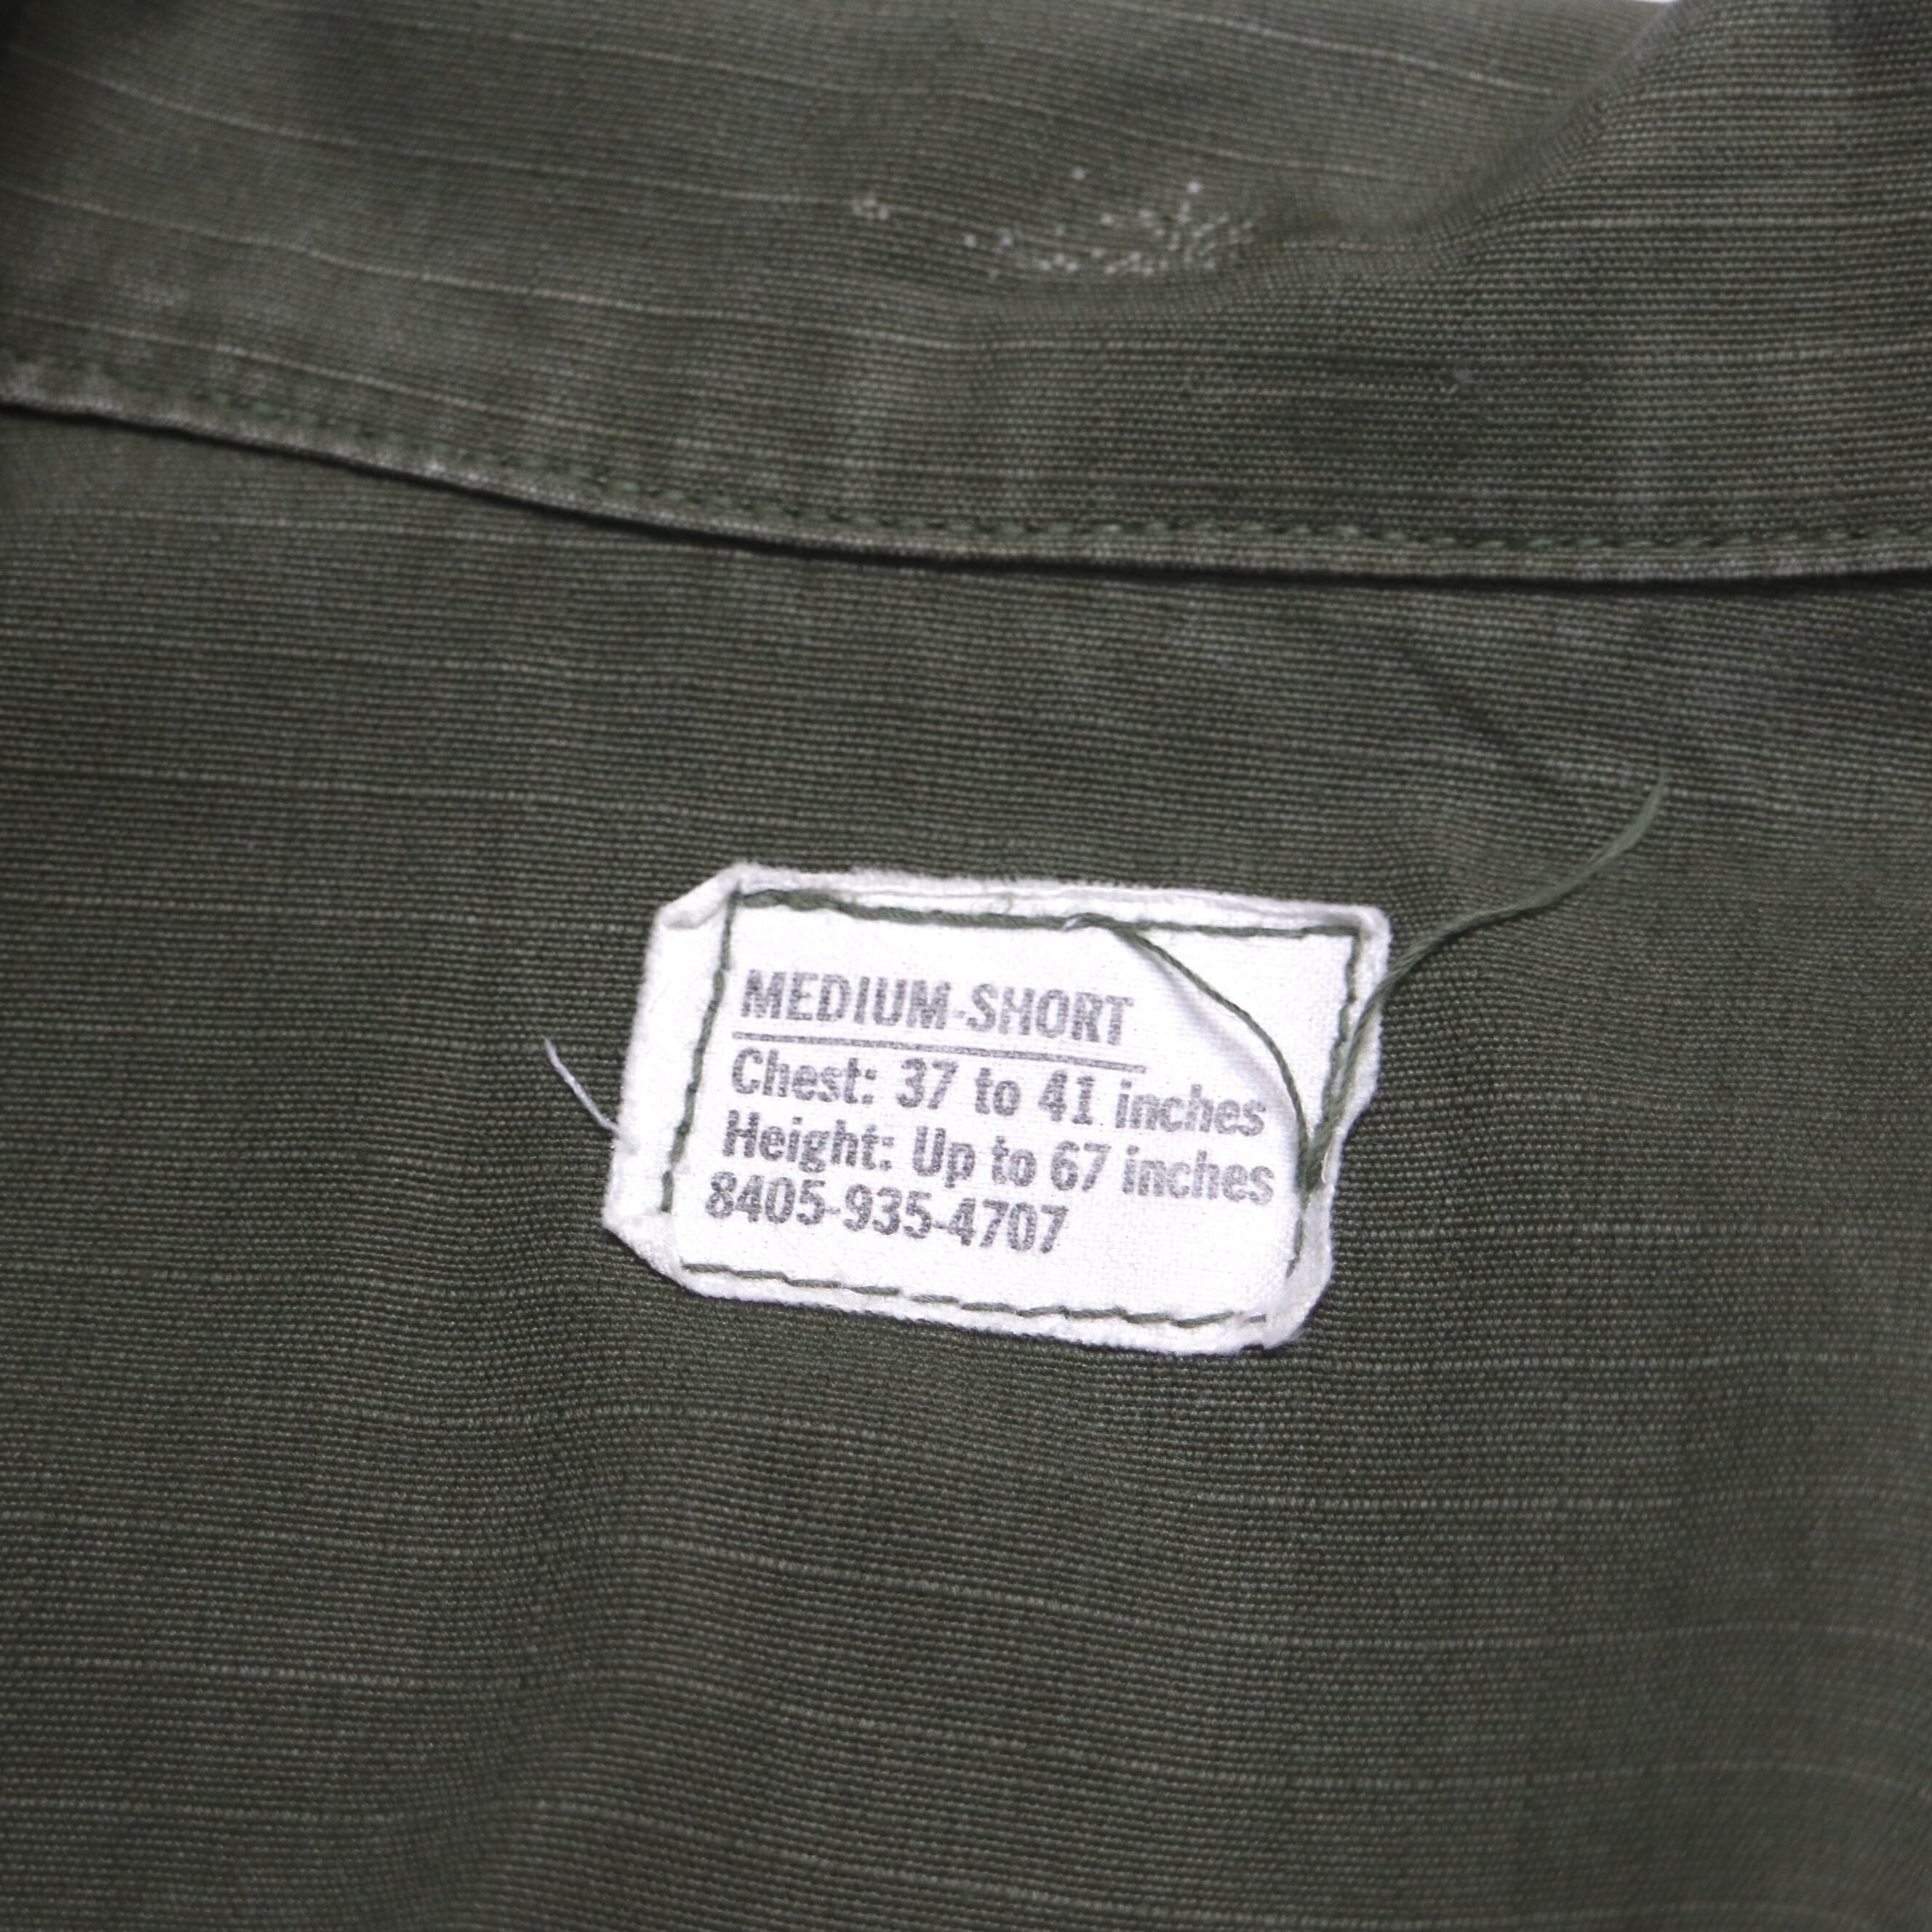 MEDIUM-SHORT
Chest: 37 to 41 inches
Height: Up to 67 inches
8405-935-4707